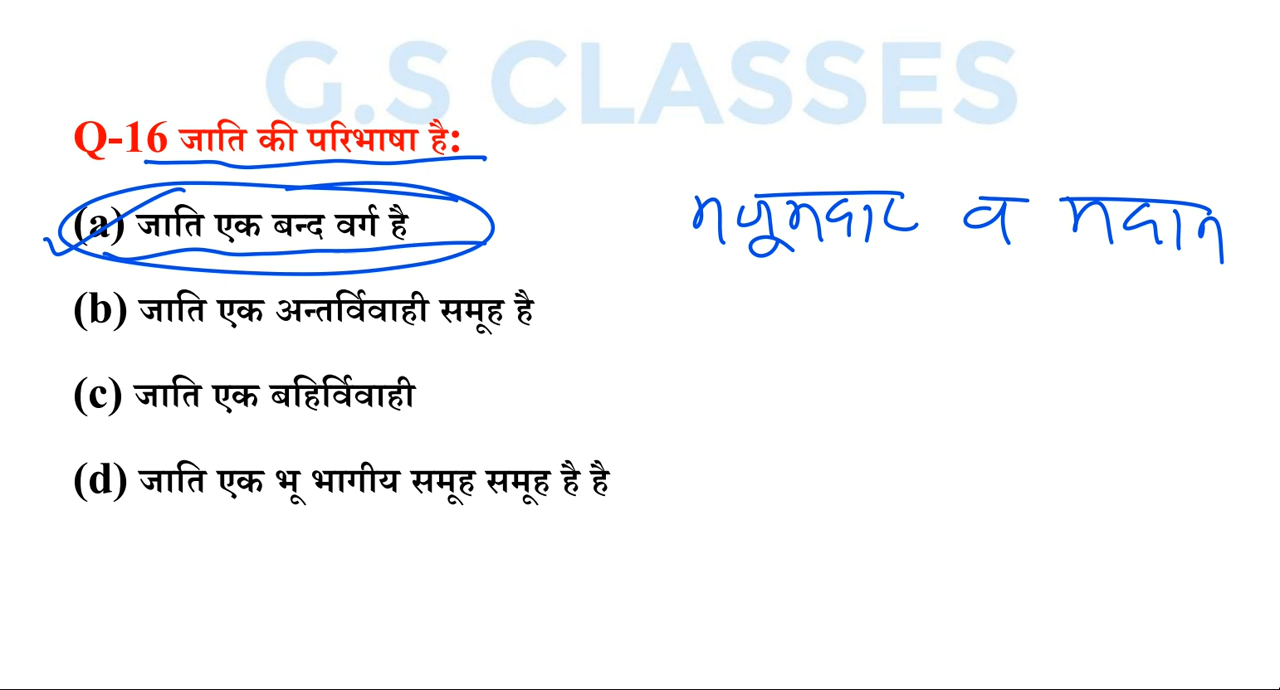 G.S CLASSES
Q-16 जाति की परिभाषा है:
(a) जाति एक बन्द वर्ग है
मजूमदार व मदान
(b) जाति एक अन्तर्विवाही समूह है
(c) जाति एक बहिर्विवाही
(d) जाति एक भू भागीय समूह समूह है है